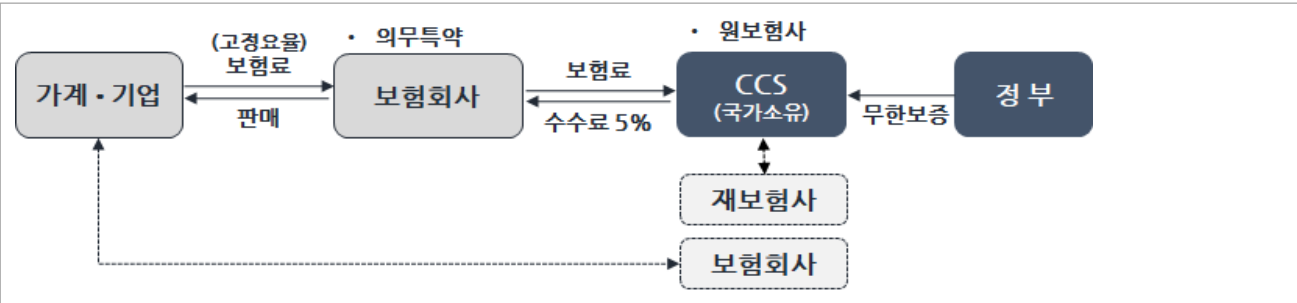 (고정요율)
보험료
• 의무특약
• 원보험사
가계・기업
판매
보험회사
보험료
수수료 5%
CCS
(국가소유)
무한보증
정 부
재보험사
보험회사